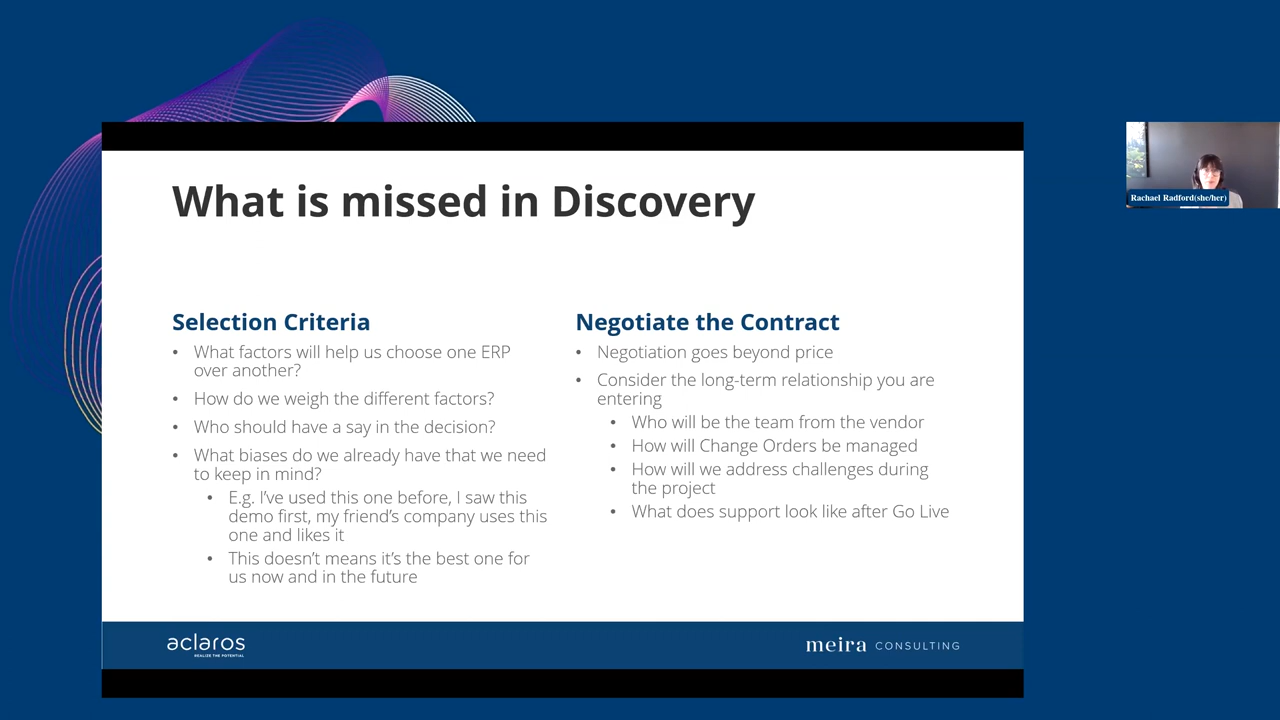 What is missed in Discovery
Selection Criteria
• What factors will help us choose one ERP
over another?
• How do we weigh the different factors?
• Who should have a say in the decision?
• What biases do we already have that we need
to keep in mind?
• E.g. I've used this one before, I saw this
demo first, my friend's company uses this
one and likes it
• This doesn't means it's the best one for
us now and in the future
Negotiate the Contract
• Negotiation goes beyond price
• Consider the long-term relationship you are
entering
• Who will be the team from the vendor
• How will Change Orders be managed
• How will we address challenges during
the project
• What does support look like after Go Live
aclaros
REALIZE THE POTENTIAL
meira CONSULTING
Rachael Radford(she/her)